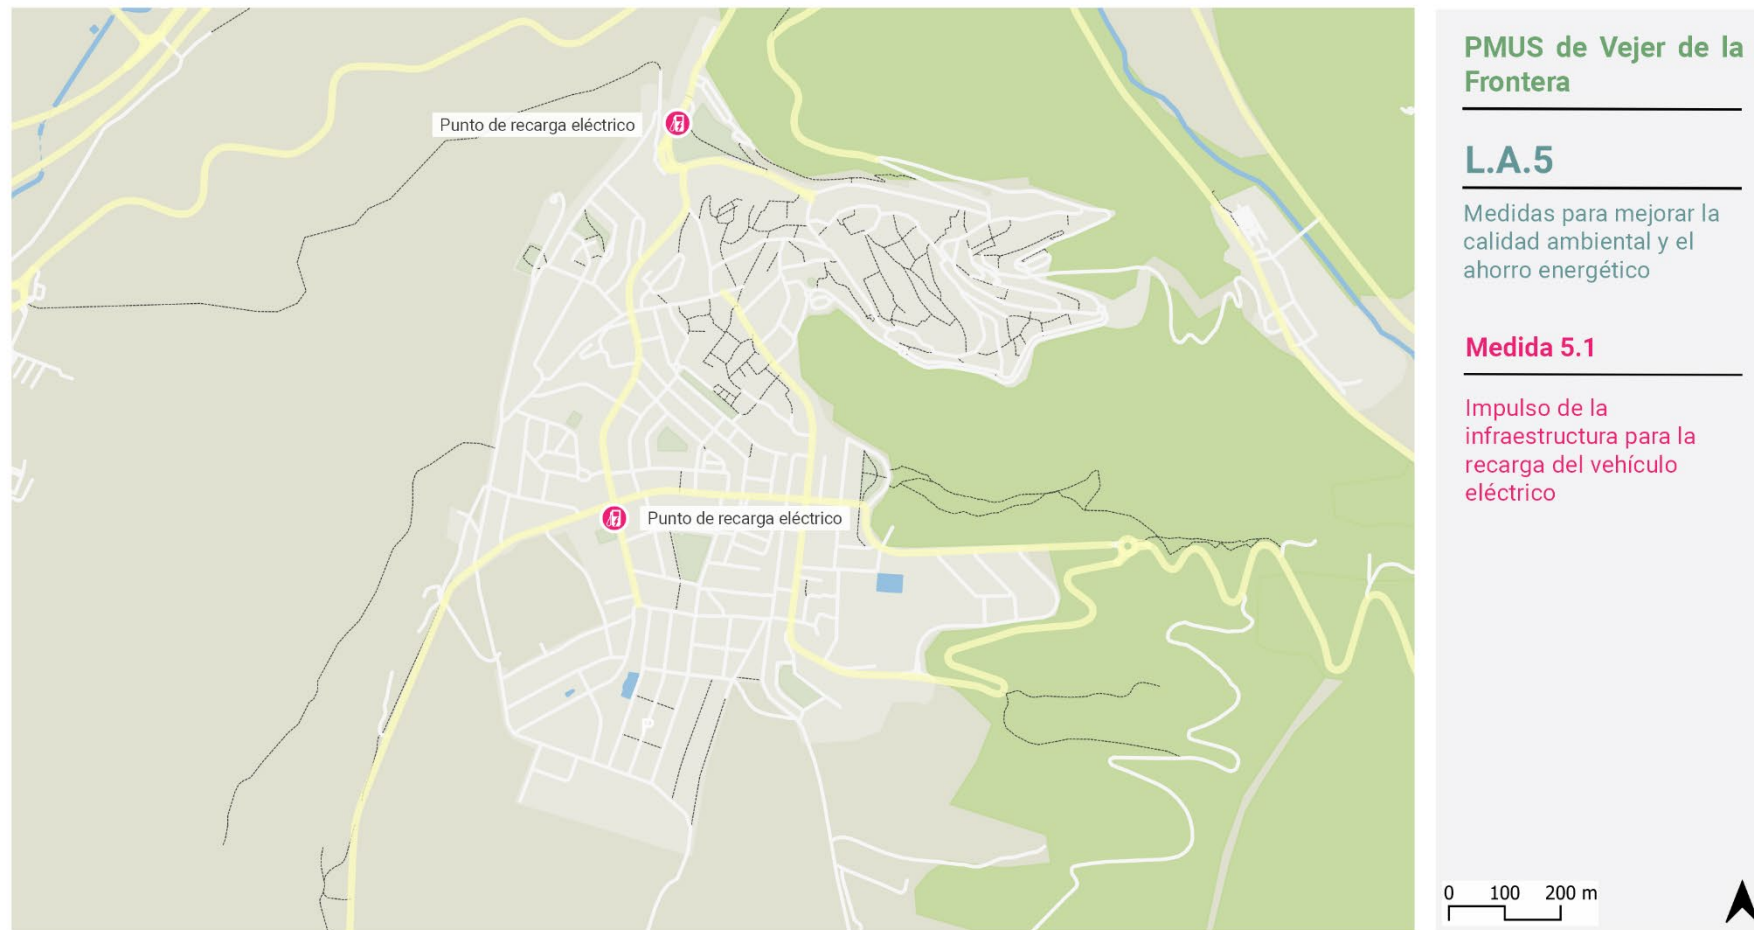 Punto de recarga eléctrico
Punto de recarga eléctrico
P
PMUS de Vejer de la
Frontera
L.A.5
Medidas para mejorar la
calidad ambiental y el
ahorro energético
Medida 5.1
Impulso de la
infraestructura para la
recarga del vehículo
eléctrico
0 100 200 m